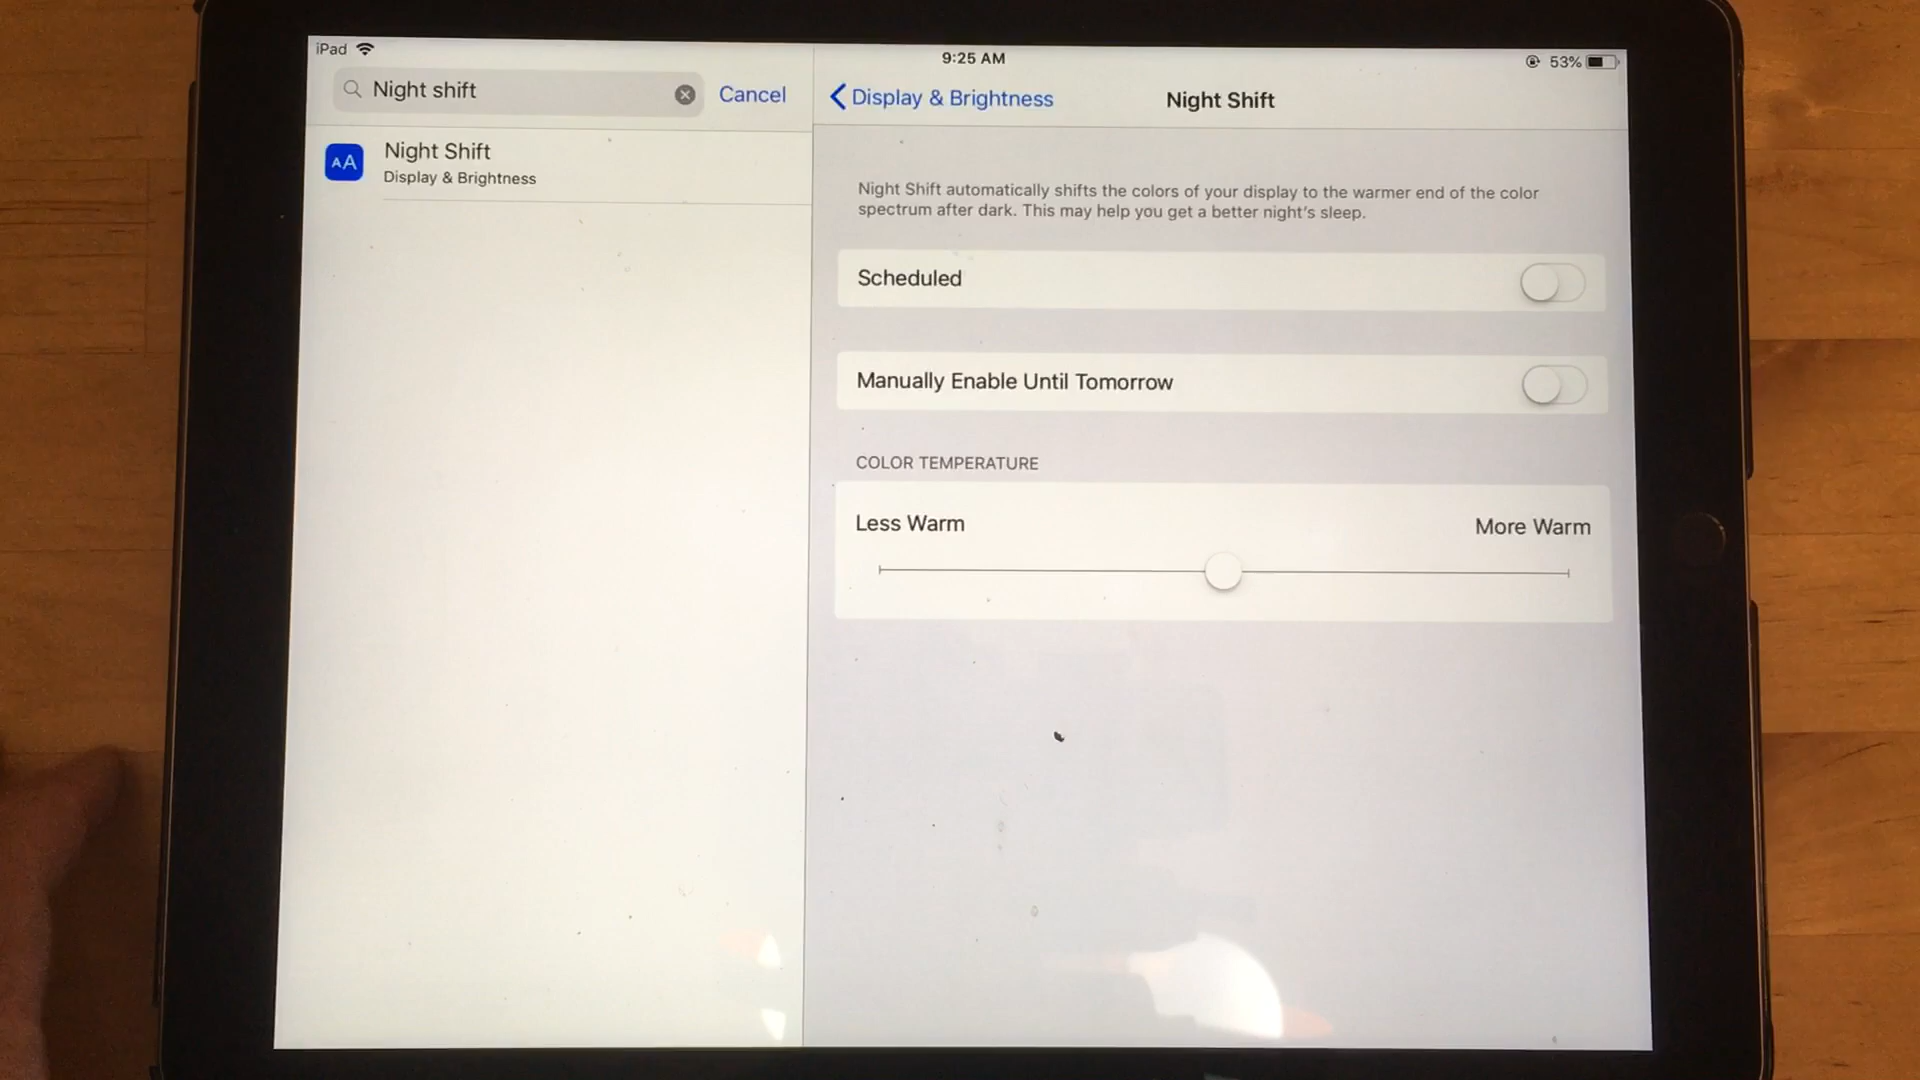 iPad
9:25 AM
53%
Night shift
Cancel
Display & Brightness
Night Shift
AA
Night Shift
Display & Brightness
Night Shift automatically shifts the colors of your display to the warmer end of the color
spectrum after dark. This may help you get a better night's sleep.
Scheduled
Manually Enable Until Tomorrow
COLOR TEMPERATURE
Less Warm
More Warm